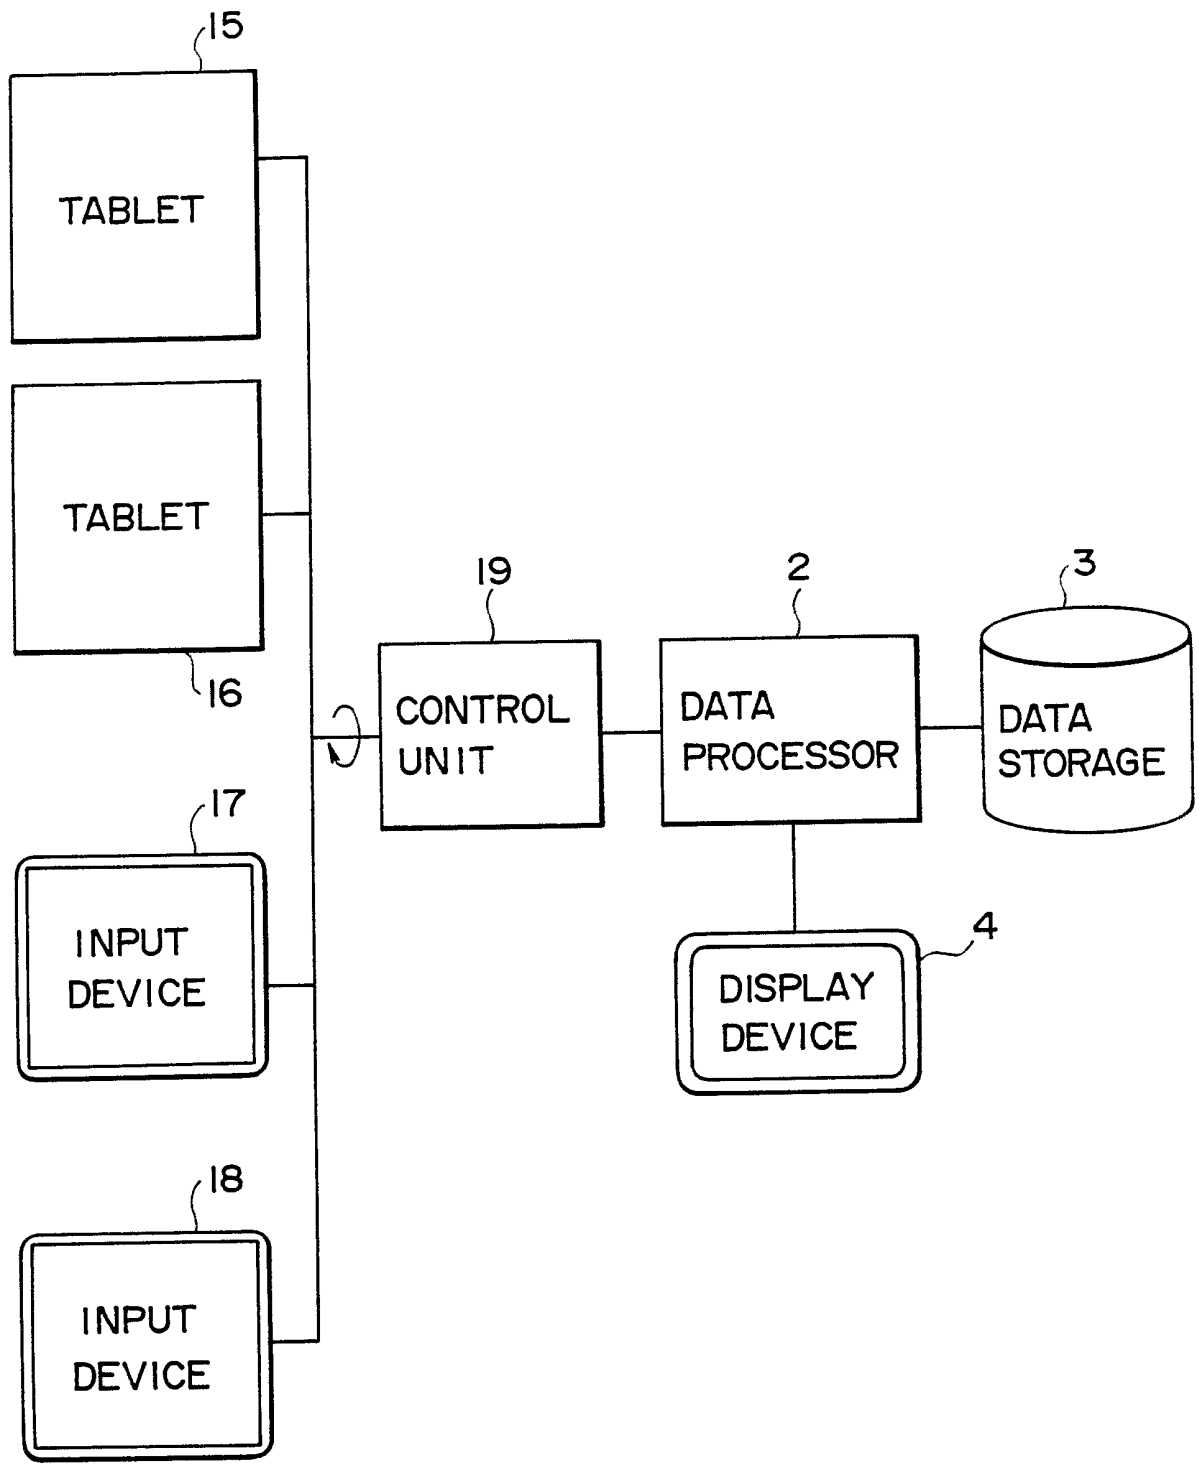 15
TABLET
TABLET
16
19
CONTROL
UNIT
2
DATA
PROCESSOR
3
DATA
STORAGE
17
INPUT
DEVICE
4
DISPLAY
DEVICE
18
INPUT
DEVICE